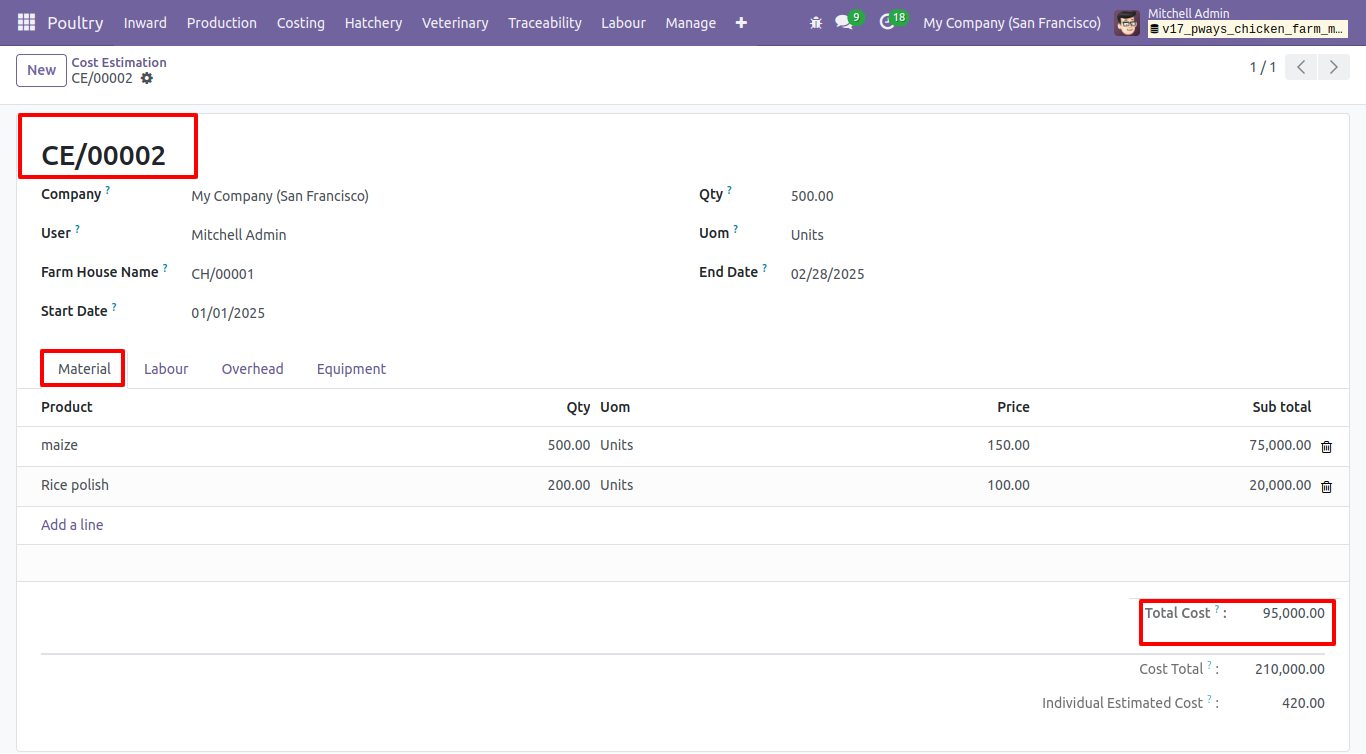 Poultry Inward Production Costing Hatchery Veterinary Traceability Labour Manage + 9 18 My Company (San Francisco) Mitchell Admin
v17_pways_chicken_farm_m...
New Cost Estimation
CE/00002
1 / 1
CE/00002
Company ? My Company (San Francisco) Qty ? 500.00
User ? Mitchell Admin Uom ? Units
Farm House Name ? CH/00001 End Date ? 02/28/2025
Start Date ? 01/01/2025
Material Labour Overhead Equipment
Product Qty Uom Price Sub total
maize 500.00 Units 150.00 75,000.00
Rice polish 200.00 Units 100.00 20,000.00
Add a line
Total Cost ? : 95,000.00
Cost Total ? : 210,000.00
Individual Estimated Cost ? : 420.00